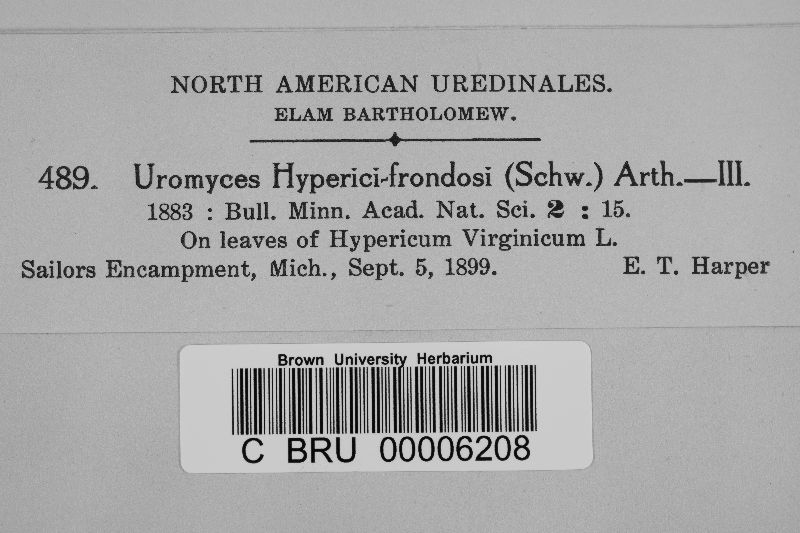 NORTH AMERICAN UREDINALES.
ELAM BARTHOLOMEW.
489. Uromyces Hyperici-frondosi (Schw.) Arth.—III.
1883 : Bull. Minn. Acad. Nat. Sci. 2 : 15.
On leaves of Hypericum Virginicum L.
Sailors Encampment, Mich., Sept. 5, 1899. E. T. Harper
Brown University Herbarium
C BRU 00006208